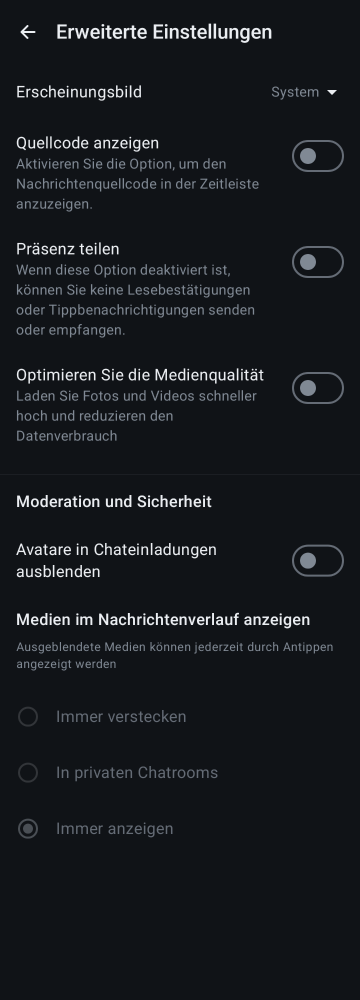 Erweiterte Einstellungen
Erscheinungsbild
System
Quellcode anzeigen
Aktivieren Sie die Option, um den
Nachrichtenquellcode in der Zeitleiste
anzuzeigen.
Präsenz teilen
Wenn diese Option deaktiviert ist,
können Sie keine Lesebestätigungen
oder Tippbenachrichtigungen senden
oder empfangen.
Optimieren Sie die Medienqualität
Laden Sie Fotos und Videos schneller
hoch und reduzieren den
Datenverbrauch
Moderation und Sicherheit
Avatare in Chateinladungen
ausblenden
Medien im Nachrichtenverlauf anzeigen
Ausgeblendete Medien können jederzeit durch Antippen
angezeigt werden
Immer verstecken
In privaten Chatrooms
Immer anzeigen